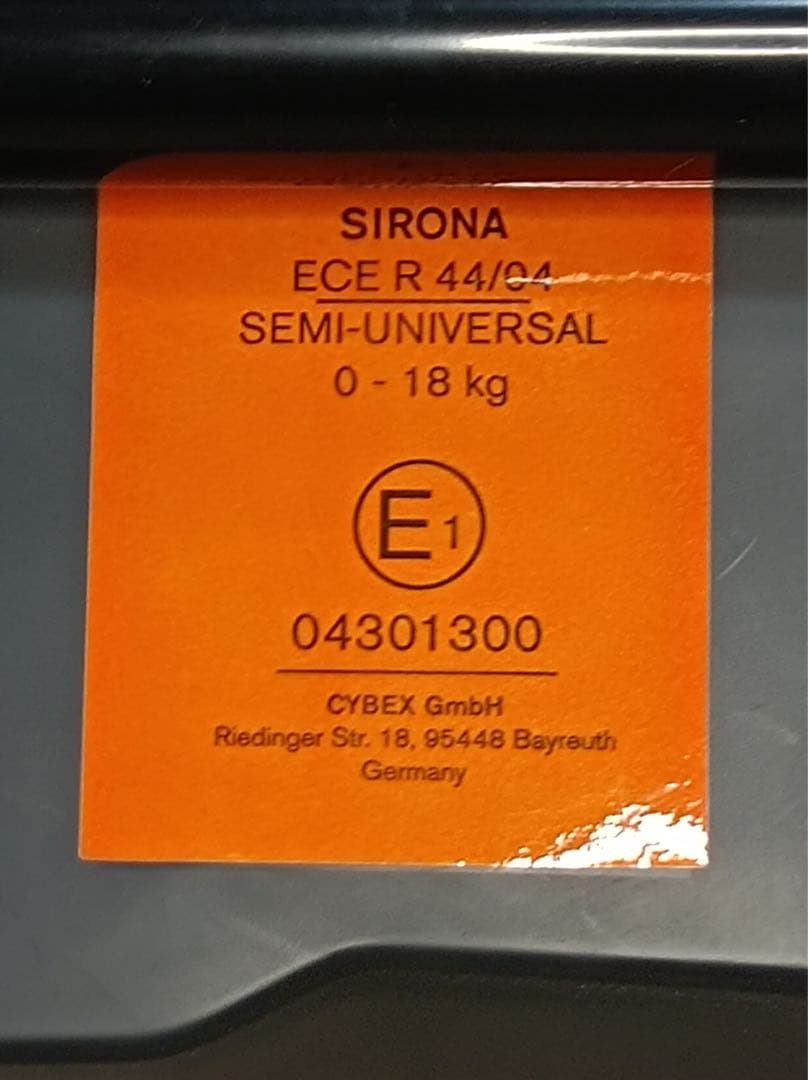 SIRONA
ECE R 44/04
SEMI-UNIVERSAL
0 - 18 kg
E1
04301300
CYBEX GmbH
Riedinger Str. 18, 95448 Bayreuth
Germany